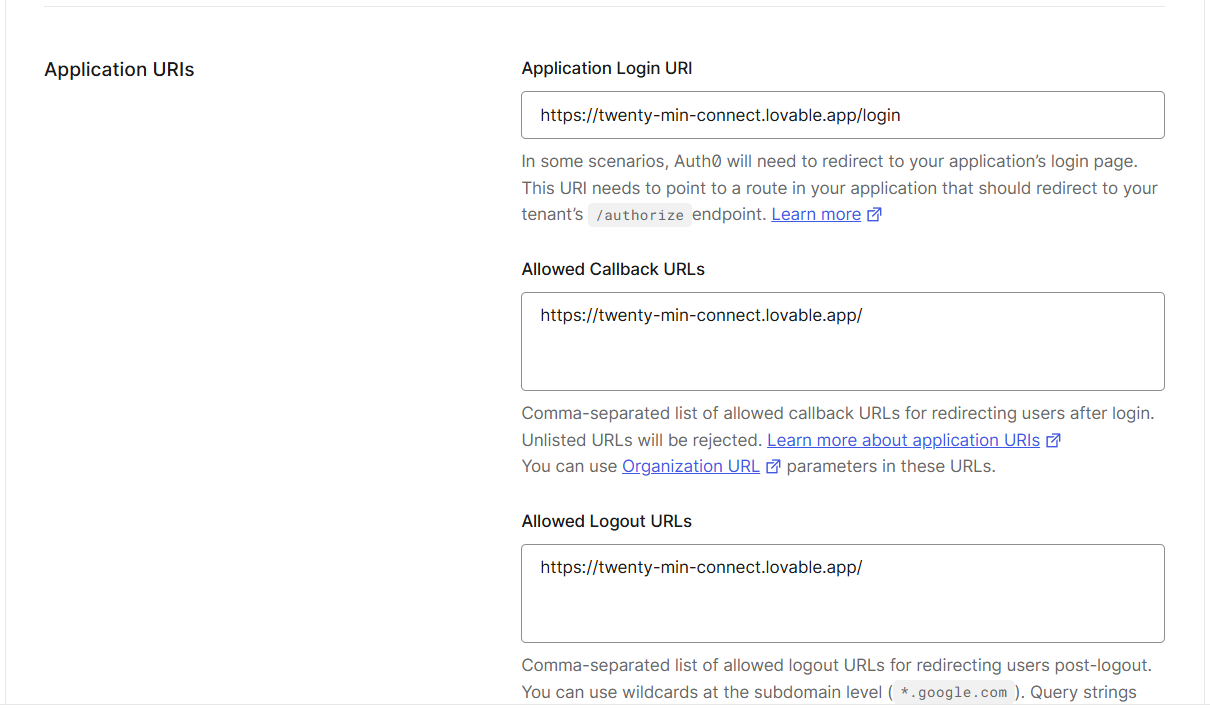 Application URIs
Application Login URI
https://twenty-min-connect.lovable.app/login
In some scenarios, Auth0 will need to redirect to your application’s login page.
This URI needs to point to a route in your application that should redirect to your
tenant’s /authorize endpoint. Learn more
Allowed Callback URLs
https://twenty-min-connect.lovable.app/
Comma-separated list of allowed callback URLs for redirecting users after login.
Unlisted URLs will be rejected. Learn more about application URIs
You can use Organization URL parameters in these URLs.
Allowed Logout URLs
https://twenty-min-connect.lovable.app/
Comma-separated list of allowed logout URLs for redirecting users post-logout.
You can use wildcards at the subdomain level ( *.google.com ). Query strings